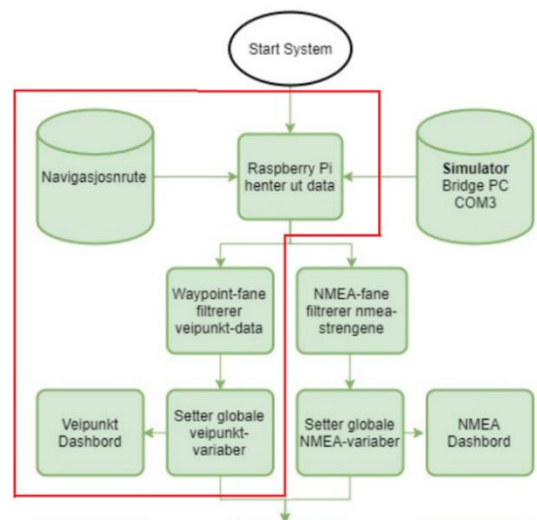 Start System
Navigasjosnrute
Raspberry Pi
henter ut data
Simulator
Bridge PC
COM3
Waypoint-fane
filtrerer
veipunkt-data
NMEA-fane
filtrerer nmea-
strengene
Veipunkt
Dashbord
Setter globale
veipunkt-
variaber
Setter globale
NMEA-variaber
NMEA
Dashbord